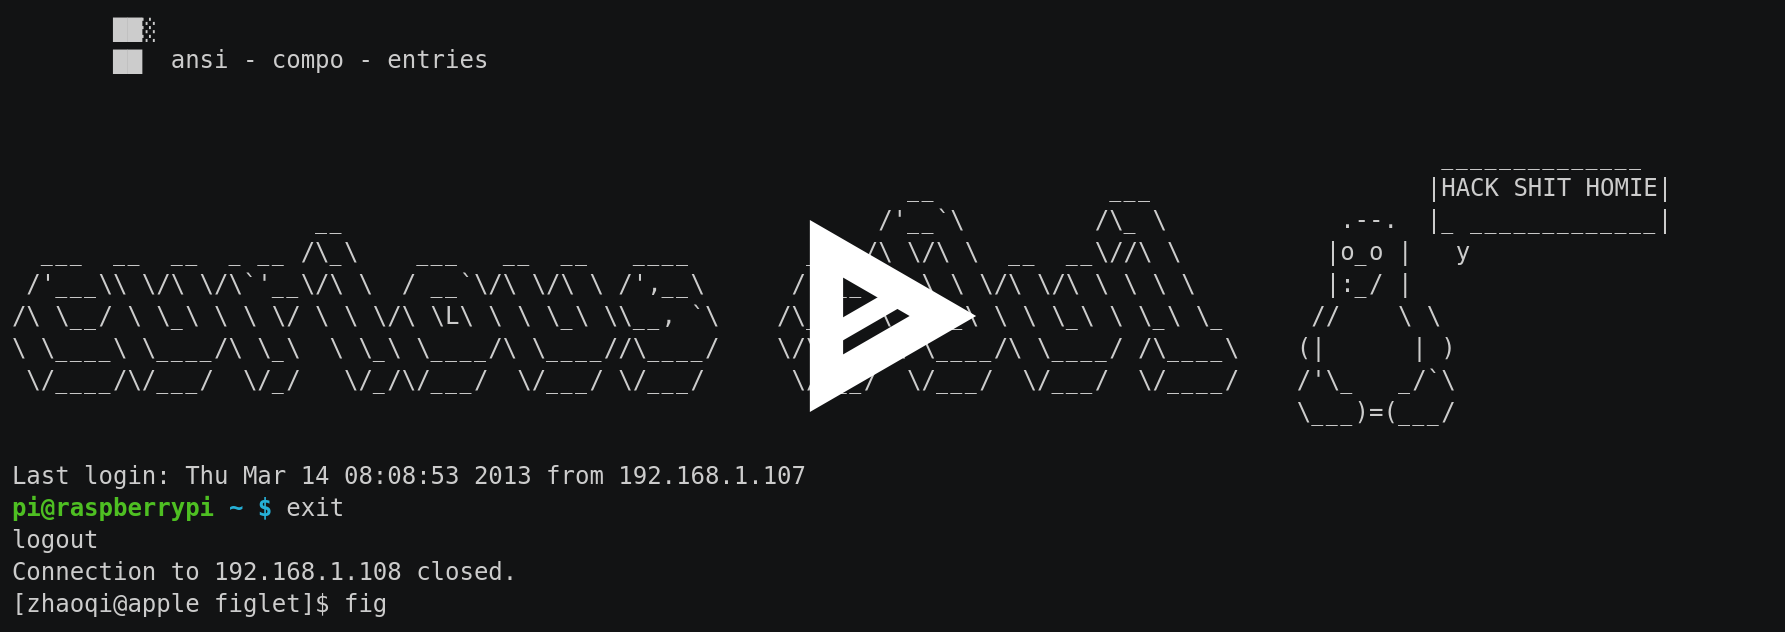 ansi - compo - entries
HACK SHIT HOMIE
Last login: Thu Mar 14 08:08:53 2013 from 192.168.1.107
pi@raspberrypi ~ $ exit
logout
Connection to 192.168.1.108 closed.
[zhaoqi@apple figlet]$ fig